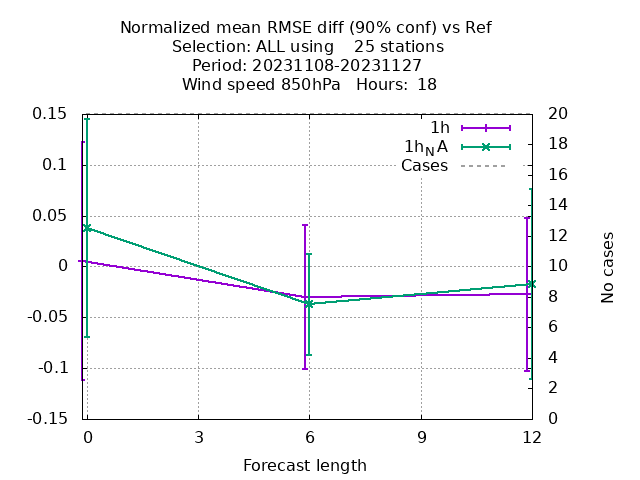 Normalized mean RMSE diff (90% conf) vs Ref
Selection: ALL using    25 stations
Period: 20231108-20231127
Wind speed 850hPa   Hours:  18
0.15
0.1
0.05
0
-0.05
-0.1
-0.15
20
18
16
14
12
10
8
6
4
2
0
1h
1h_N A
Cases
No cases
0
3
6
9
12
Forecast length